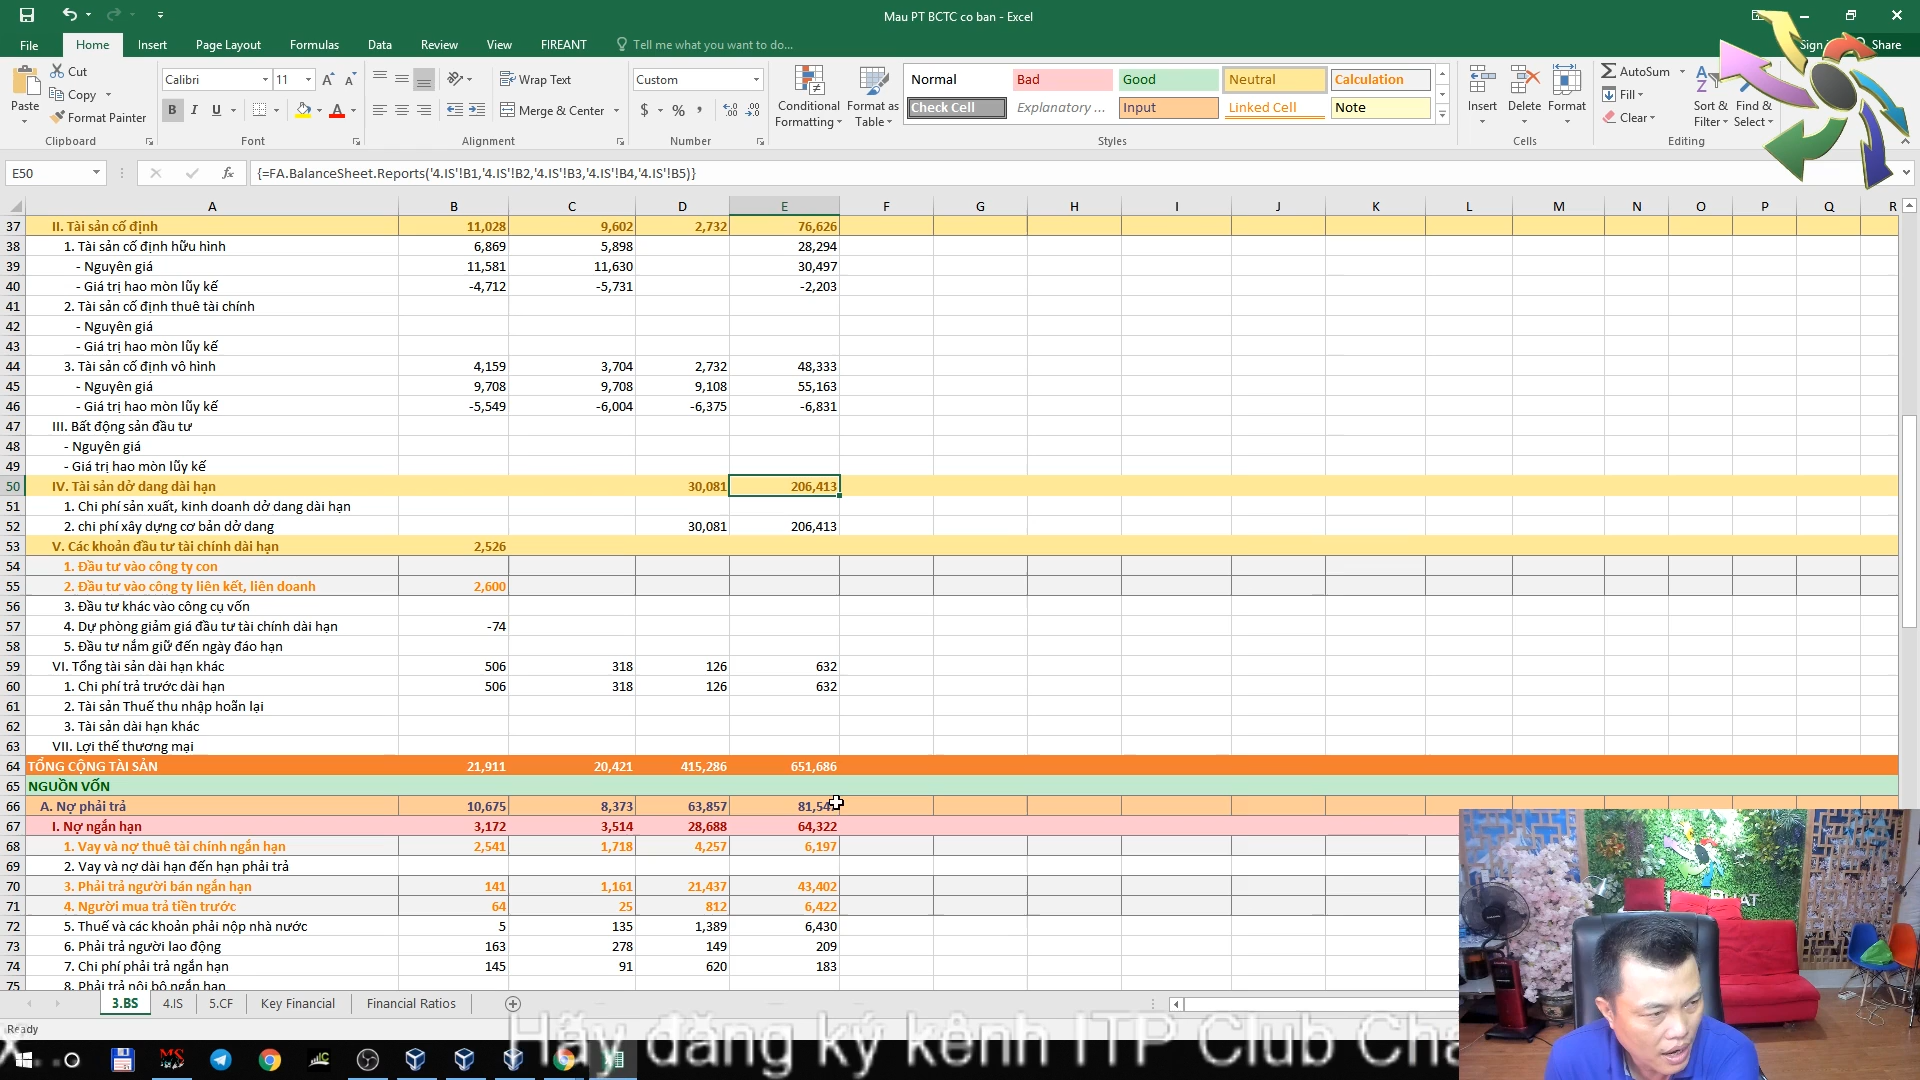 Mau PT BCTC co ban - Excel
File Home Insert Page Layout Formulas Data Review View FIREANT Tell me what you want to do... Share
Cut
Copy
Format Painter
Paste
Clipboard
Calibri 11
B I U
Font
Wrap Text
Merge & Center
Alignment
Custom
$ % ,
Number
Conditional Formatting
Format as Table
Normal Bad Good Neutral Calculation
Check Cell Explanatory ... Input Linked Cell Note
Styles
Insert Delete Format
Cells
AutoSum
Fill
Clear
Sort & Filter
Find & Select
Editing
E50 fx {=FA.BalanceSheet.Reports('4.IS'!B1,'4.IS'!B2,'4.IS'!B3,'4.IS'!B4,'4.IS'!B5)}
A B C D E F G H I J K L M N O P Q R
37 II. Tài sản cố định 11,028 9,602 2,732 76,626
38 1. Tài sản cố định hữu hình 6,869 5,898 28,294
39 - Nguyên giá 11,581 11,630 30,497
40 - Giá trị hao mòn lũy kế -4,712 -5,731 -2,203
41 2. Tài sản cố định thuê tài chính
42 - Nguyên giá
43 - Giá trị hao mòn lũy kế
44 3. Tài sản cố định vô hình 4,159 3,704 2,732 48,333
45 - Nguyên giá 9,708 9,708 9,108 55,163
46 - Giá trị hao mòn lũy kế -5,549 -6,004 -6,375 -6,831
47 III. Bất động sản đầu tư
48 - Nguyên giá
49 - Giá trị hao mòn lũy kế
50 IV. Tài sản dở dang dài hạn 30,081 206,413
51 1. Chi phí sản xuất, kinh doanh dở dang dài hạn
52 2. chi phí xây dựng cơ bản dở dang 30,081 206,413
53 V. Các khoản đầu tư tài chính dài hạn 2,526
54 1. Đầu tư vào công ty con
55 2. Đầu tư vào công ty liên kết, liên doanh 2,600
56 3. Đầu tư khác vào công cụ vốn
57 4. Dự phòng giảm giá đầu tư tài chính dài hạn -74
58 5. Đầu tư nắm giữ đến ngày đáo hạn
59 VI. Tổng tài sản dài hạn khác 506 318 126 632
60 1. Chi phí trả trước dài hạn 506 318 126 632
61 2. Tài sản Thuế thu nhập hoãn lại
62 3. Tài sản dài hạn khác
63 VII. Lợi thế thương mại
64 TỔNG CỘNG TÀI SẢN 21,911 20,421 415,286 651,686
65 NGUỒN VỐN
66 A. Nợ phải trả 10,675 8,373 63,857
67 I. Nợ ngắn hạn 3,172 3,514 28,688 64,322
68 1. Vay và nợ thuê tài chính ngắn hạn 2,541 1,718 4,257 6,197
69 2. Vay và nợ dài hạn đến hạn phải trả
70 3. Phải trả người bán ngắn hạn 141 1,161 21,437 43,402
71 4. Người mua trả tiền trước 64 25 812 6,422
72 5. Thuế và các khoản phải nộp nhà nước 5 135 1,389 6,430
73 6. Phải trả người lao động 163 278 149 209
74 7. Chi phí phải trả ngắn hạn 145 91 620 183
75 8. Phải trả nội bộ ngắn hạn
3.BS 4.IS 5.CF Key Financial Financial Ratios
Ready
Hãy đăng ký kênh ITP Club